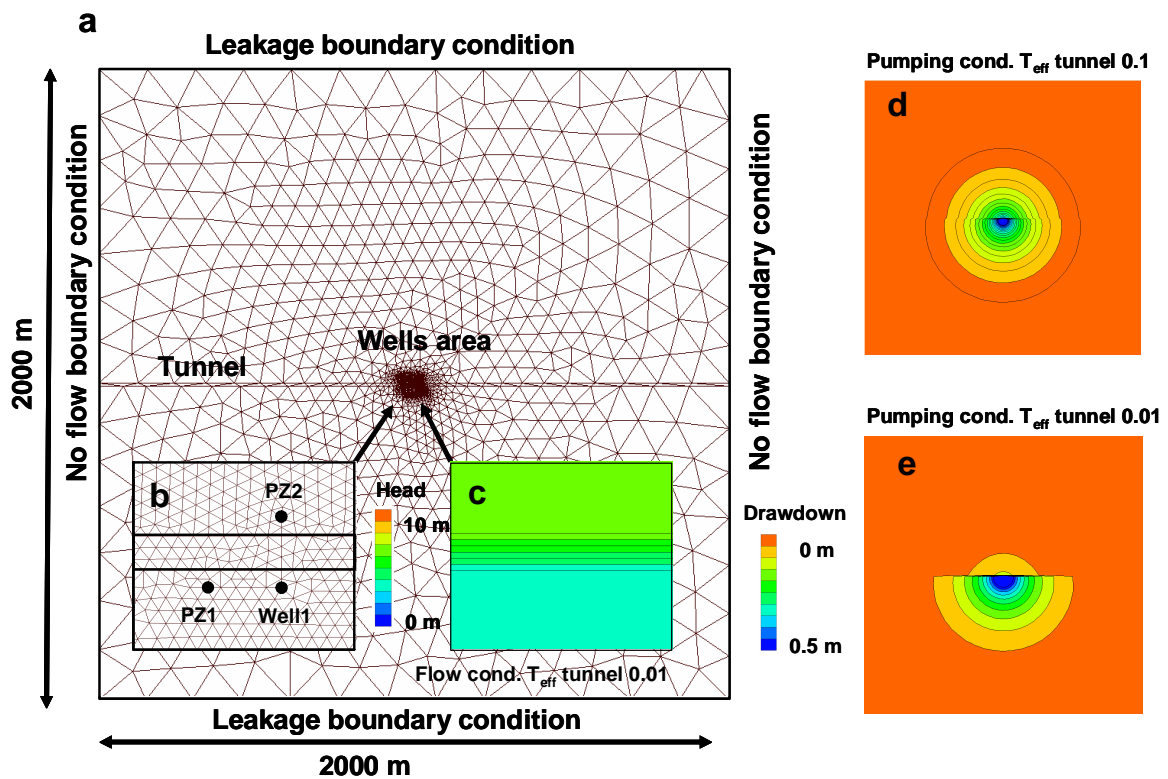 a
Leakage boundary condition
2000 m
No flow boundary condition
Tunnel
Wells area
No flow boundary condition
b
PZ2
PZ1
Well1
Head
10 m
0 m
c
Flow cond. Teff tunnel 0.01
Leakage boundary condition
2000 m
Pumping cond. Teff tunnel 0.1
d
Pumping cond. Teff tunnel 0.01
e
Drawdown
0 m
0.5 m